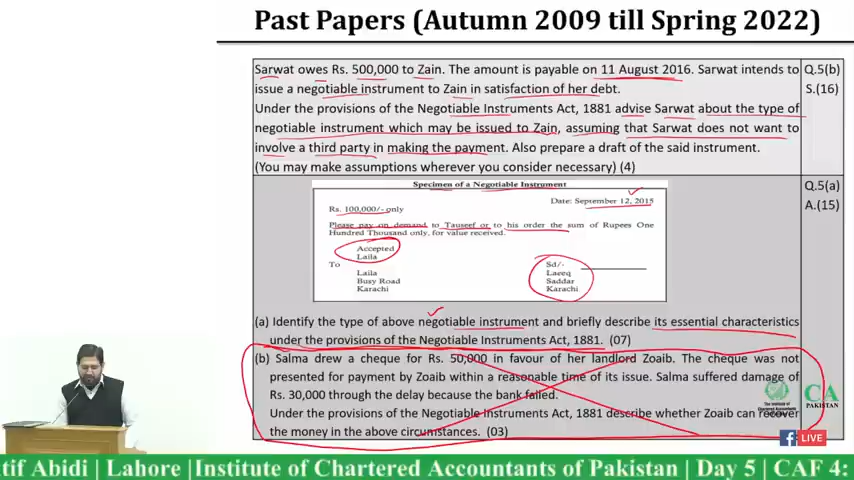 Past Papers (Autumn 2009 till Spring 2022)
Sarwat owes Rs. 500,000 to Zain. The amount is payable on 11 August 2016. Sarwat intends to
issue a negotiable instrument to Zain in satisfaction of her debt.
Under the provisions of the Negotiable Instruments Act, 1881 advise Sarwat about the type of
negotiable instrument which may be issued to Zain, assuming that Sarwat does not want to
involve a third party in making the payment. Also prepare a draft of the said instrument.
(You may make assumptions wherever you consider necessary) (4)
Q.5(b)
S.(16)
Specimen of a Negotiable Instrument
Date: September 12, 2015
Rs. 100,000/- only
Please pay on demand to Tauseef or to his order the sum of Rupees One
Hundred Thousand only, for value received.
Accepted
Laila
To
Laila
Busy Road
Karachi
Sd/-
Laeeq
Saddar
Karachi
Q.5(a)
A.(15)
(a) Identify the type of above negotiable instrument and briefly describe its essential characteristics
under the provisions of the Negotiable Instruments Act, 1881. (07)
(b) Salma drew a cheque for Rs. 50,000 in favour of her landlord Zoaib. The cheque was not
presented for payment by Zoaib within a reasonable time of its issue. Salma suffered damage of
Rs. 30,000 through the delay because the bank failed.
Under the provisions of the Negotiable Instruments Act, 1881 describe whether Zoaib can recover
the money in the above circumstances. (03)
CA
PAKISTAN
LIVE
tif Abidi | Lahore |Institute of Chartered Accountants of Pakistan | Day 5 | CAF 4: